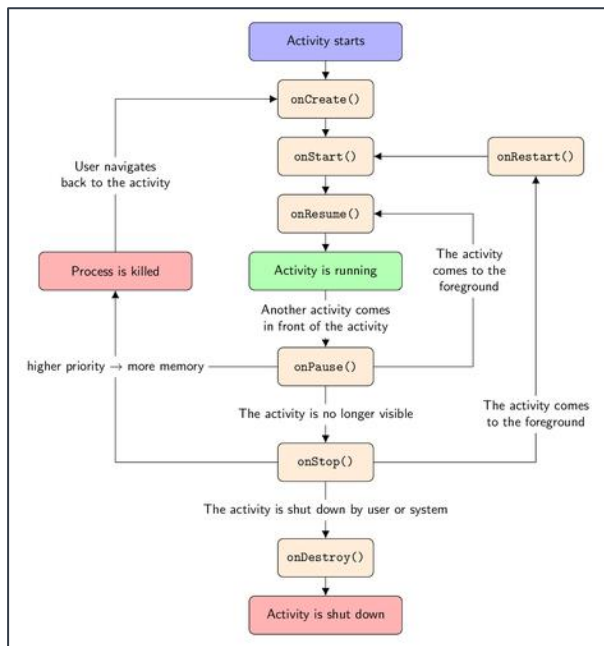 Activity starts
onCreate()
User navigates
back to the activity
onStart()
onRestart()
onResume()
Process is killed
Activity is running
The activity
comes to the
foreground
Another activity comes
in front of the activity
higher priority → more memory
onPause()
The activity comes
to the foreground
The activity is no longer visible
onStop()
The activity is shut down by user or system
onDestroy()
Activity is shut down